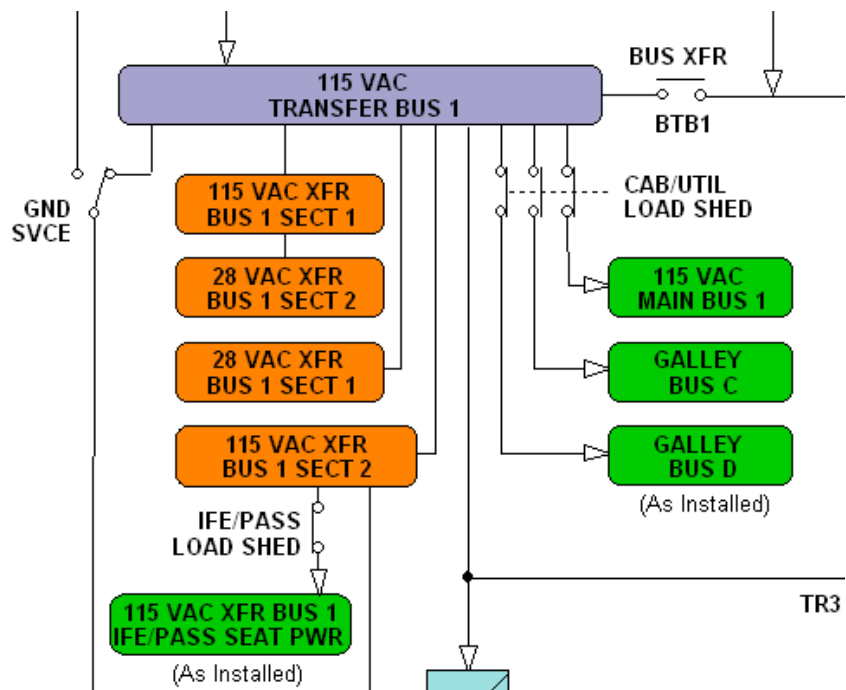 115 VAC
TRANSFER BUS 1
BUS XFR
BTB1
GND
SVCE
115 VAC XFR
BUS 1 SECT 1
CAB/UTIL
LOAD SHED
28 VAC XFR
BUS 1 SECT 2
115 VAC
MAIN BUS 1
28 VAC XFR
BUS 1 SECT 1
GALLEY
BUS C
115 VAC XFR
BUS 1 SECT 2
GALLEY
BUS D
(As Installed)
IFE/PASS
LOAD SHED
115 VAC XFR BUS 1
IFE/PASS SEAT PWR
(As Installed)
TR3